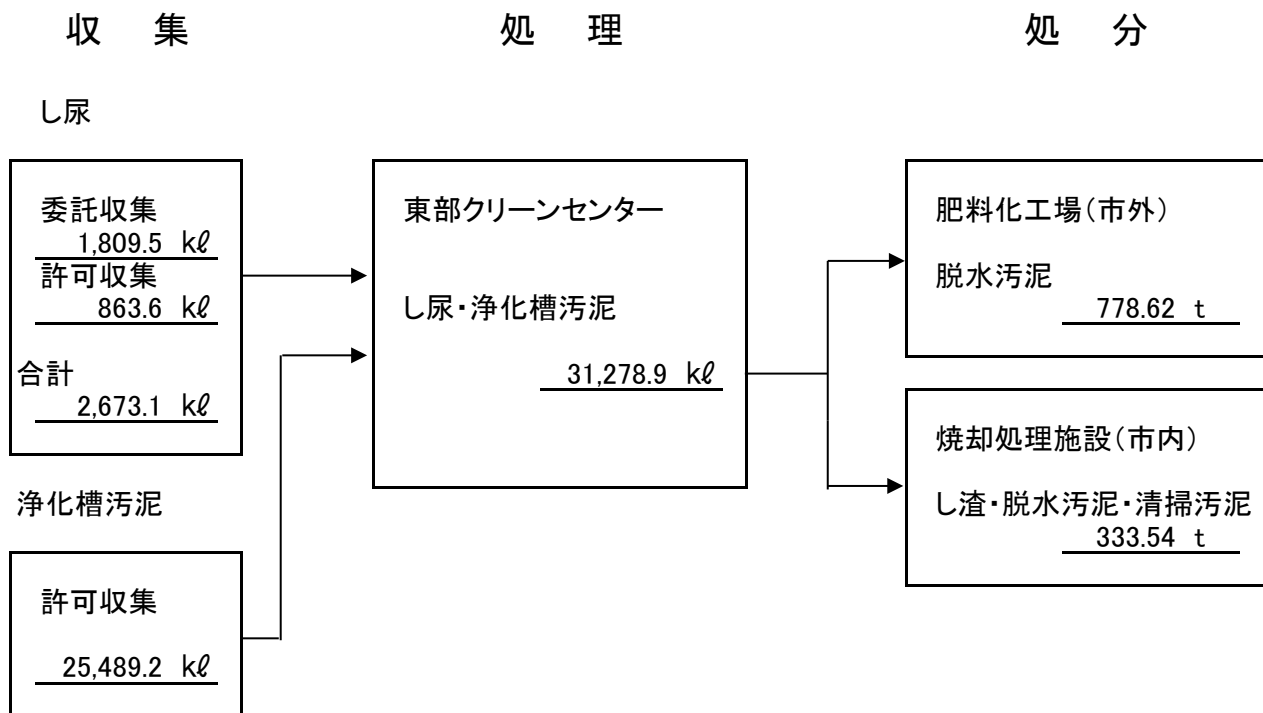 収 集
処 理
処 分
し尿
委託収集
1,809.5 kℓ
許可収集
863.6 kℓ
合計
2,673.1 kℓ
浄化槽汚泥
許可収集
25,489.2 kℓ
東部クリーンセンター
し尿・浄化槽汚泥
31,278.9 kℓ
肥料化工場(市外)
脱水汚泥
778.62 t
焼却処理施設(市内)
し渣・脱水汚泥・清掃汚泥
333.54 t